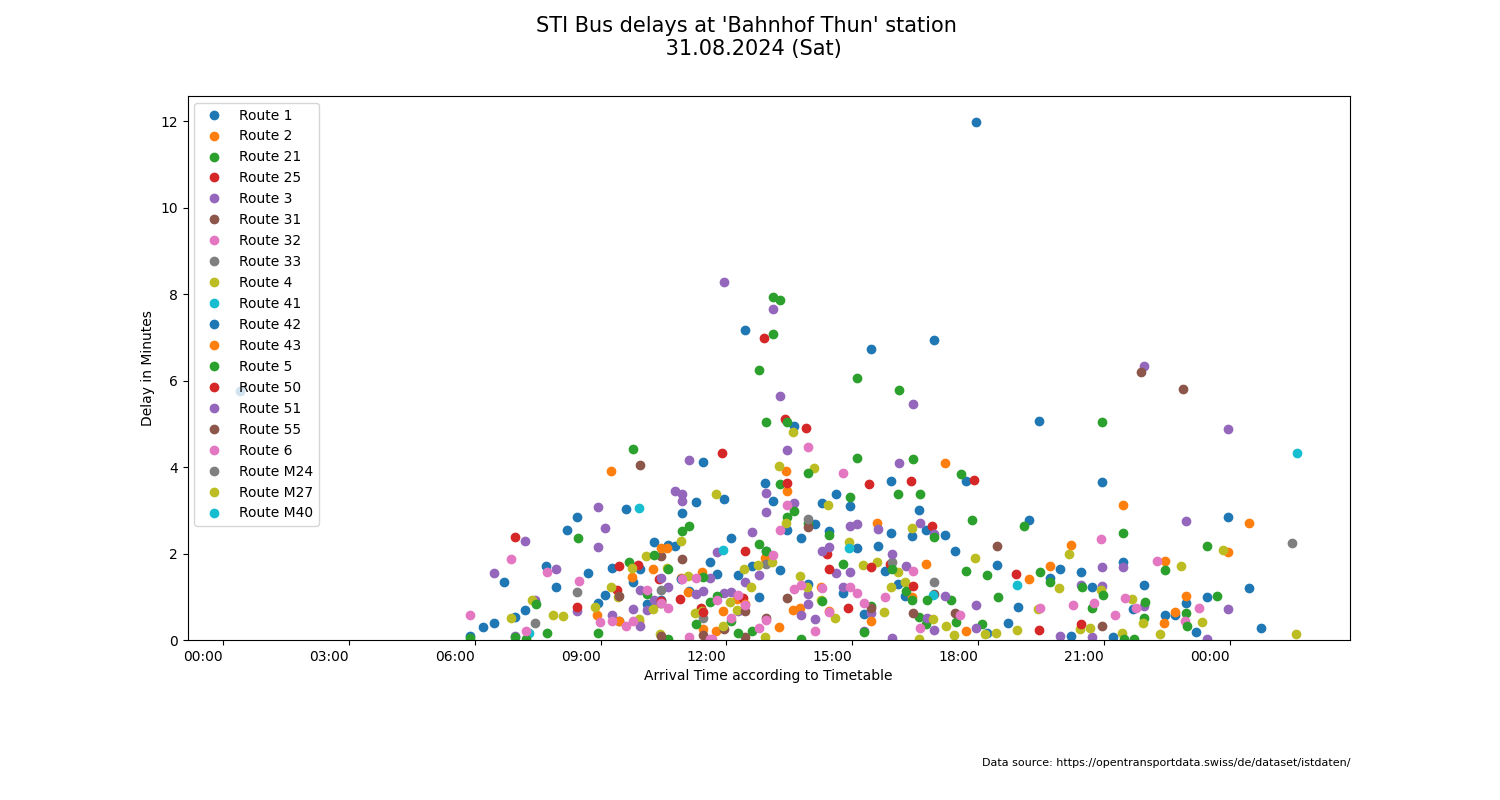 STI Bus delays at 'Bahnhof Thun' station
31.08.2024 (Sat)
12
10
8
6
4
2
0
Delay in Minutes
Route 1
Route 2
Route 21
Route 25
Route 3
Route 31
Route 32
Route 33
Route 4
Route 41
Route 42
Route 43
Route 5
Route 50
Route 51
Route 55
Route 6
Route M24
Route M27
Route M40
00:00 03:00 06:00 09:00 12:00 15:00 18:00 21:00 00:00
Arrival Time according to Timetable
Data source: https://opentransportdata.swiss/de/dataset/istdaten/